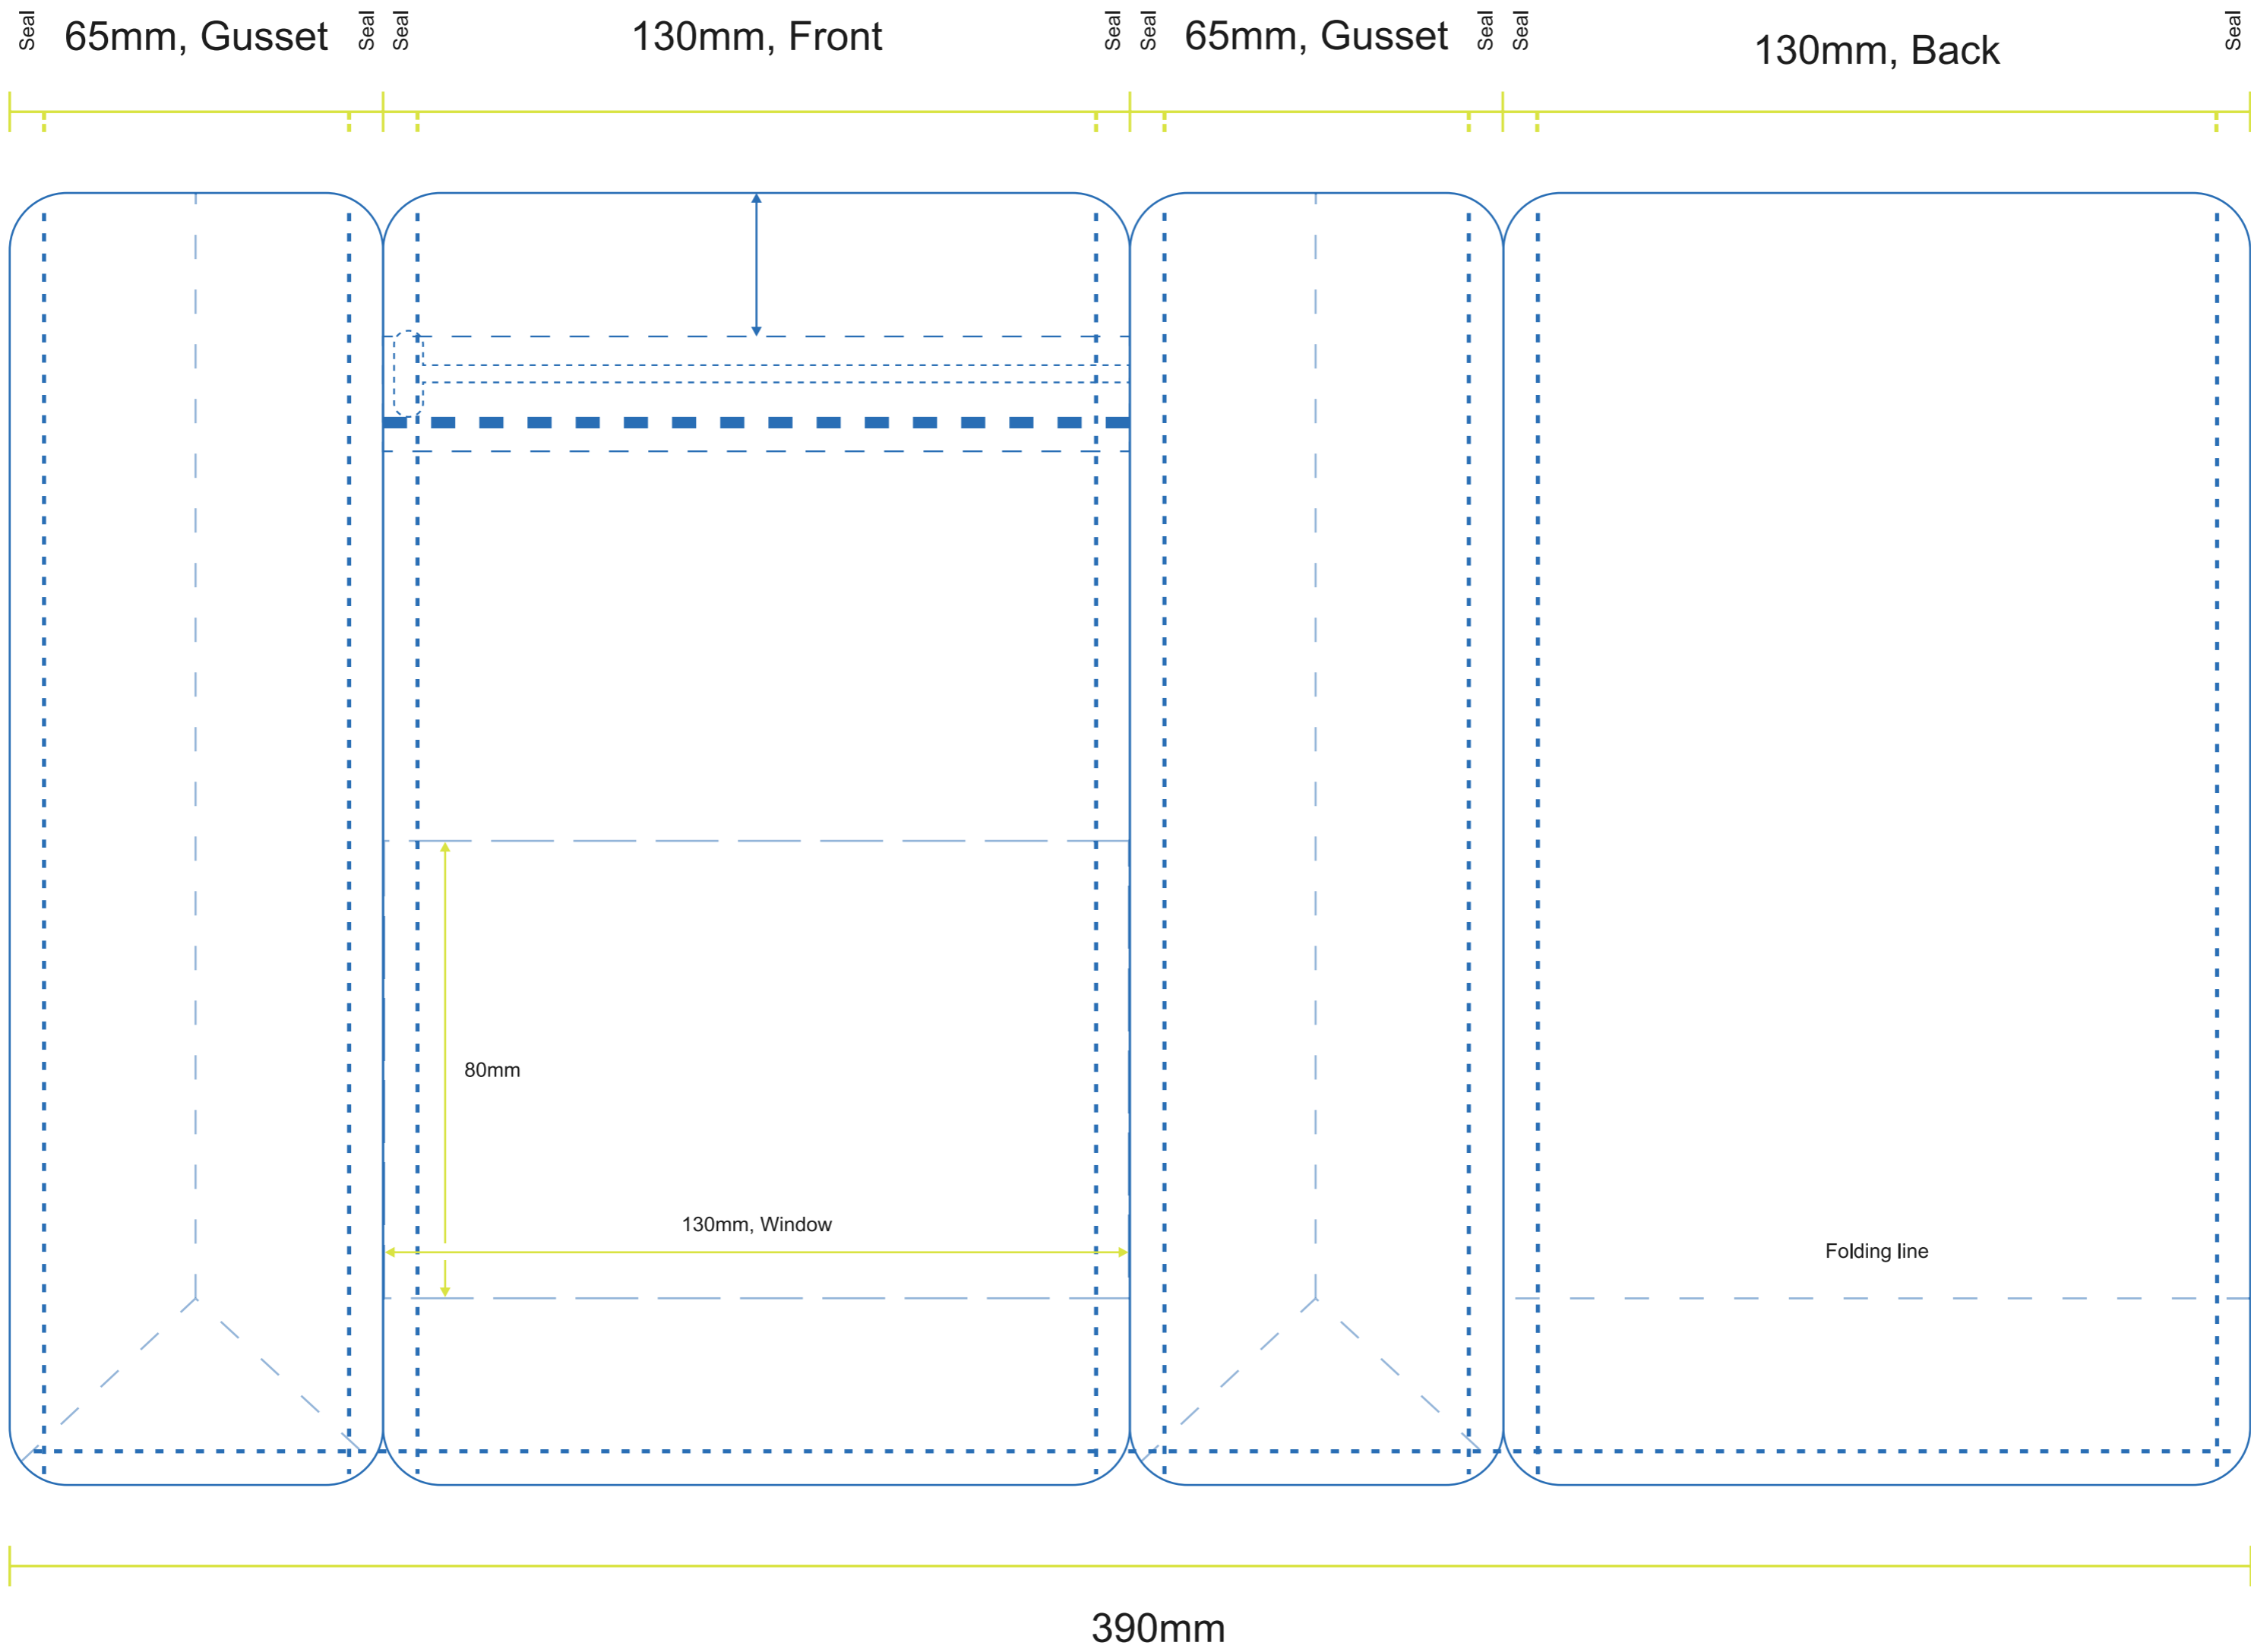 Seal
65mm, Gusset
Seal
Seal
130mm, Front
Seal
Seal
65mm, Gusset
Seal
Seal
130mm, Back
Seal
80mm
130mm, Window
Folding line
390mm